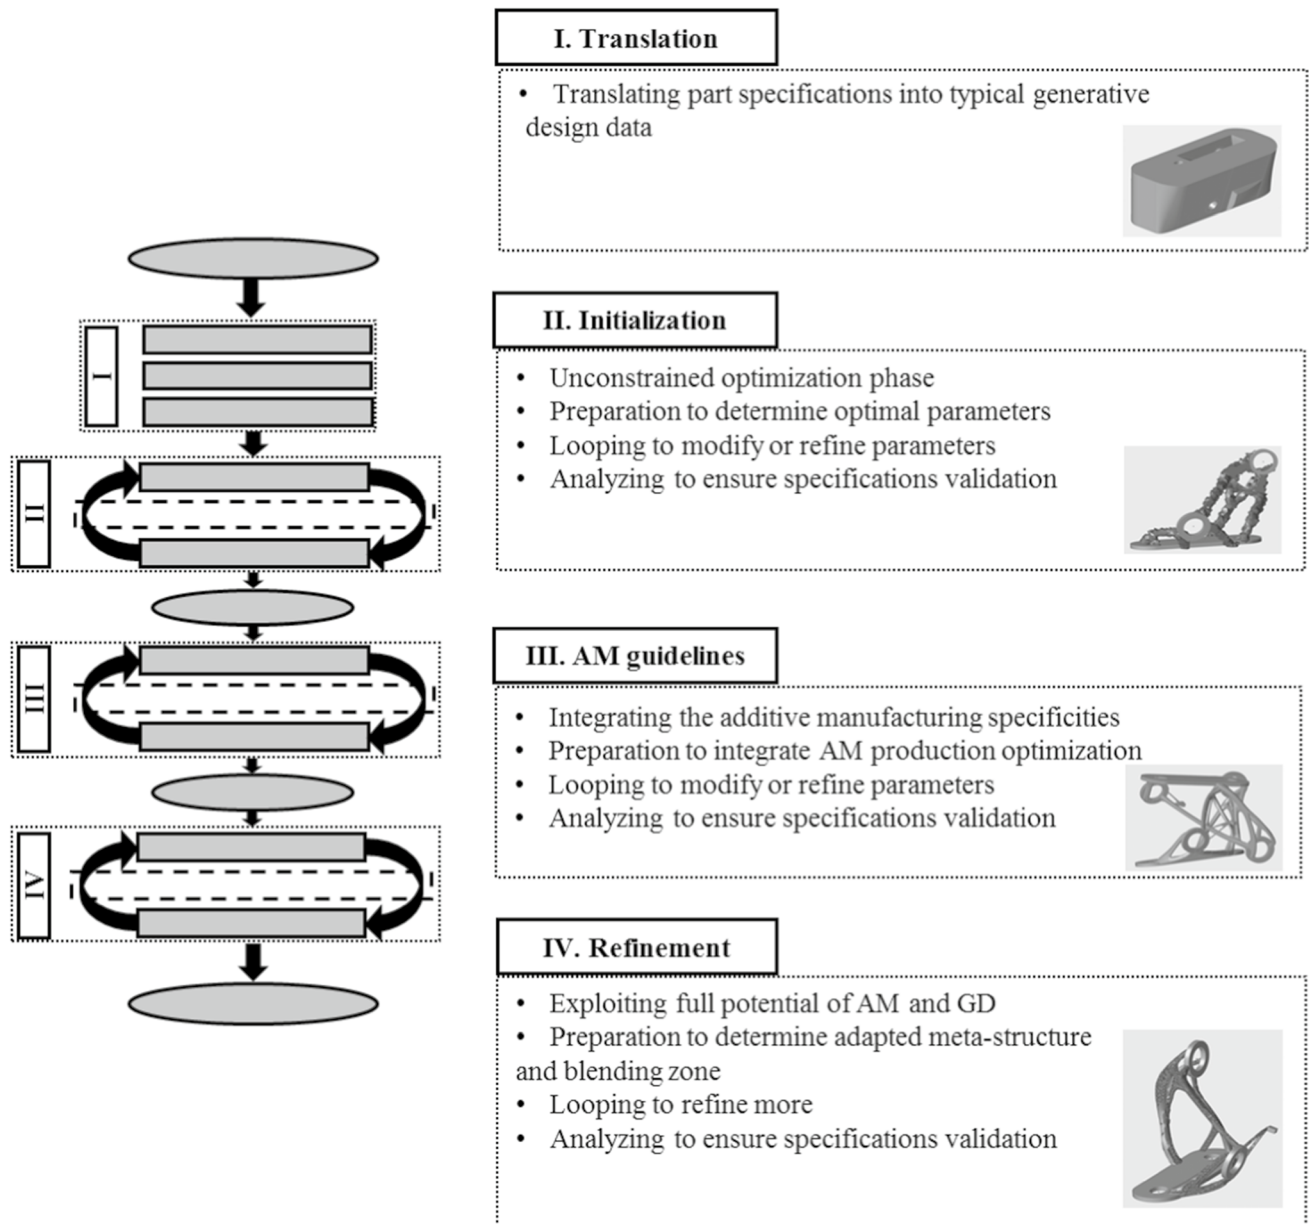 I. Translation
• Translating part specifications into typical generative
design data
I
II. Initialization
• Unconstrained optimization phase
• Preparation to determine optimal parameters
• Looping to modify or refine parameters
• Analyzing to ensure specifications validation
II
III. AM guidelines
• Integrating the additive manufacturing specificities
• Preparation to integrate AM production optimization
• Looping to modify or refine parameters
• Analyzing to ensure specifications validation
III
IV
IV. Refinement
• Exploiting full potential of AM and GD
• Preparation to determine adapted meta-structure
and blending zone
• Looping to refine more
• Analyzing to ensure specifications validation